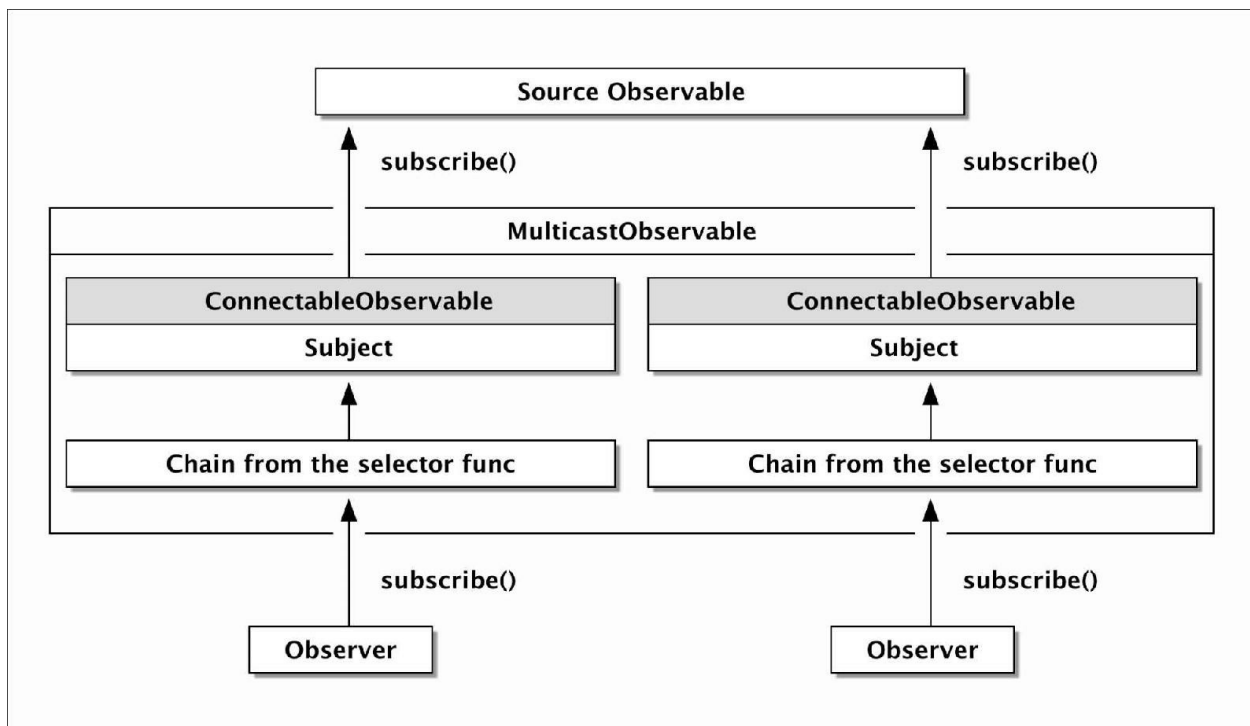 Source Observable
subscribe()
subscribe()
MulticastObservable
ConnectableObservable
ConnectableObservable
Subject
Subject
Chain from the selector func
Chain from the selector func
subscribe()
subscribe()
Observer
Observer